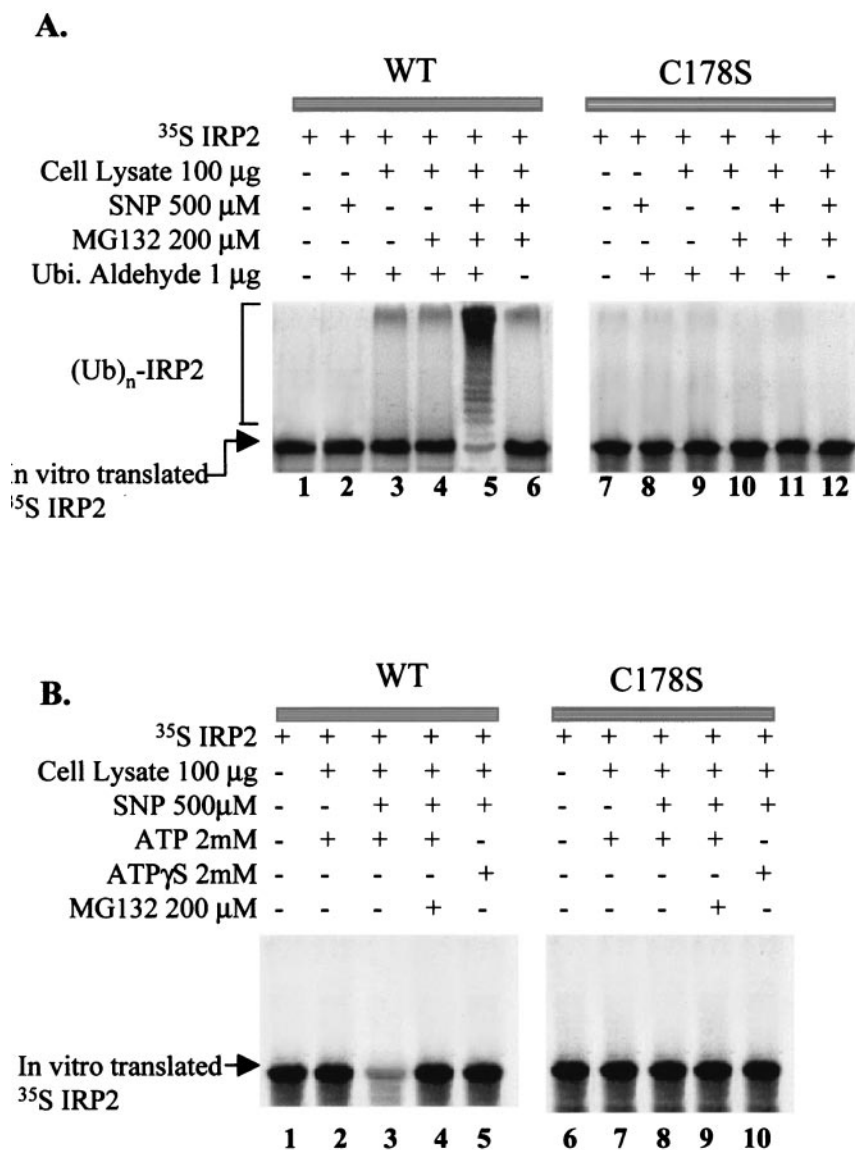 A.
WT C178S
³⁵S IRP2 + + + + + + + + + + + +
Cell Lysate 100 µg - - + + + + - - + + + +
SNP 500 µM - + - - + + - + - - + +
MG132 200 µM - - - + + + - - - + + +
Ubi. Aldehyde 1 µg - + + + + - - + + + + -
(Ub)n-IRP2
In vitro translated
³⁵S IRP2
1 2 3 4 5 6 7 8 9 10 11 12
B.
WT C178S
³⁵S IRP2 + + + + + + + + + +
Cell Lysate 100 µg - + + + + - + + + +
SNP 500µM - - + + + - - + + +
ATP 2mM - + + + - - + + + -
ATPγS 2mM - - - - + - - - - +
MG132 200 µM - - - + - - - - + -
In vitro translated
³⁵S IRP2
1 2 3 4 5 6 7 8 9 10